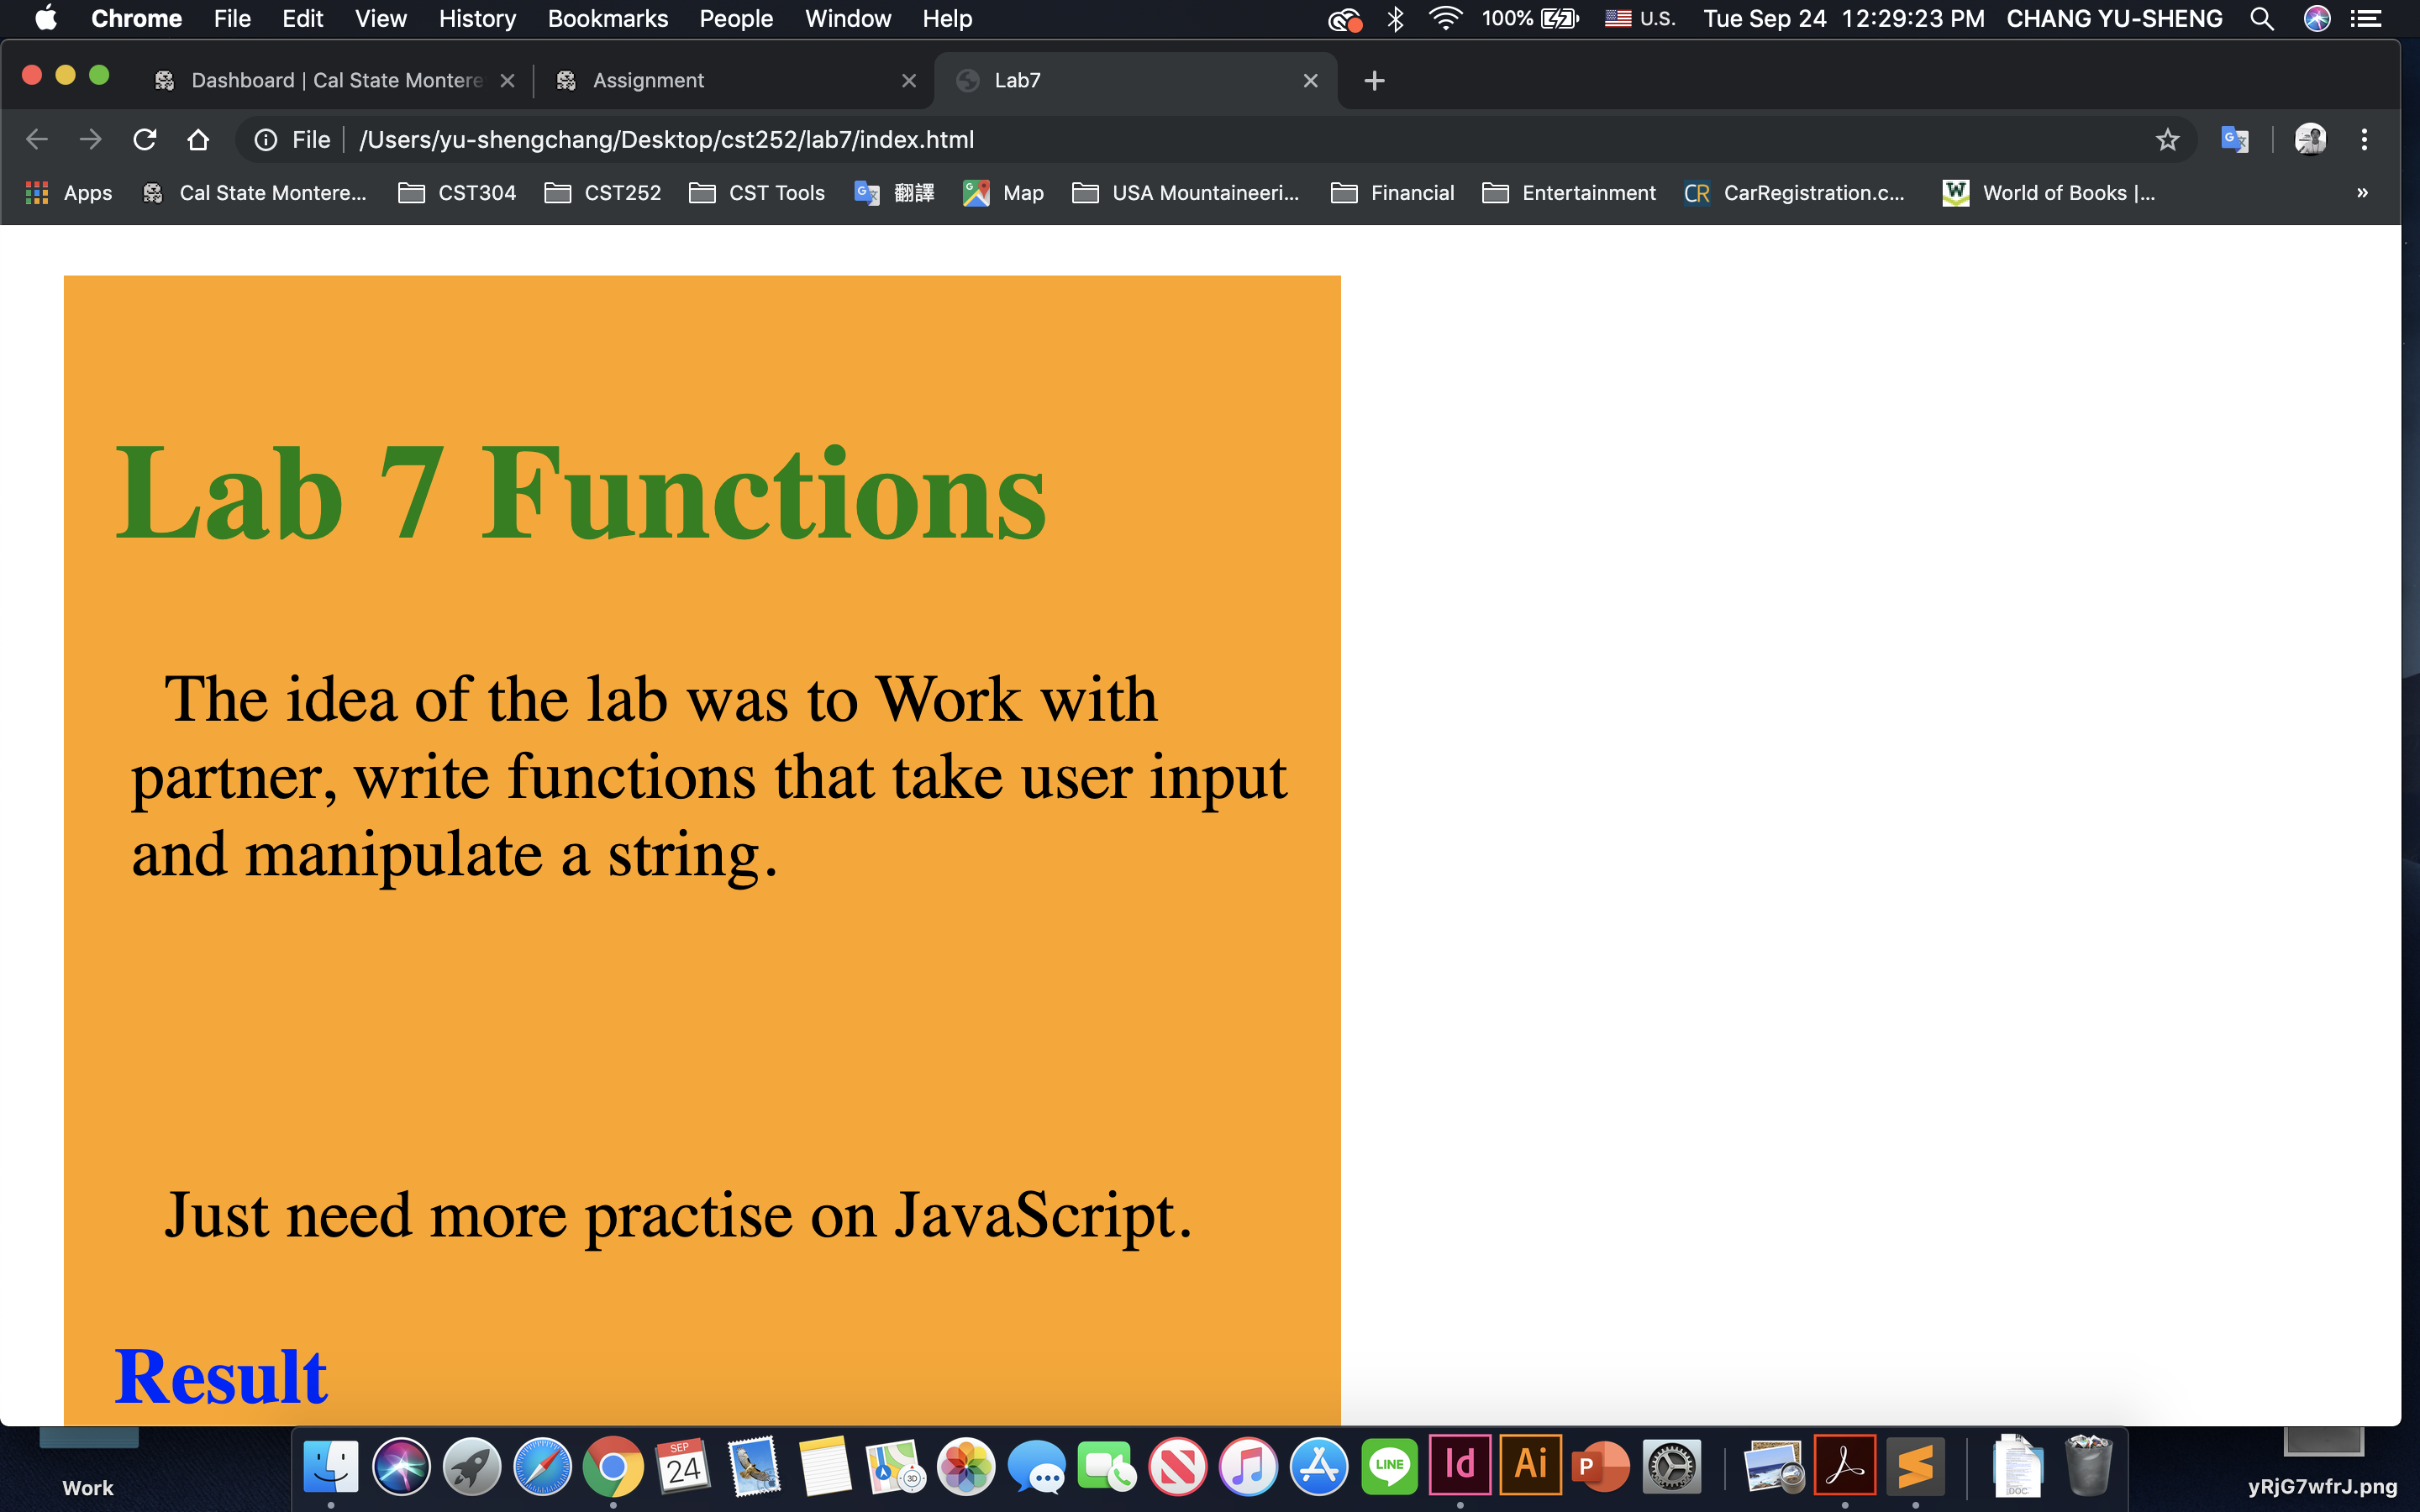 Chrome File Edit View History Bookmarks People Window Help 100% U.S. Tue Sep 24 12:29:23 PM CHANG YU-SHENG
Dashboard | Cal State Montere Assignment Lab7
File /Users/yu-shengchang/Desktop/cst252/lab7/index.html
Apps Cal State Montere... CST304 CST252 CST Tools 翻譯 Map USA Mountaineeri... Financial Entertainment CR CarRegistration.c... W World of Books |... »
Lab 7 Functions
The idea of the lab was to Work with
partner, write functions that take user input
and manipulate a string.
Just need more practise on JavaScript.
Result
SEP
24
3D
LINE
Id
Ai
P
.DOC
Work
yRjG7wfrJ.png